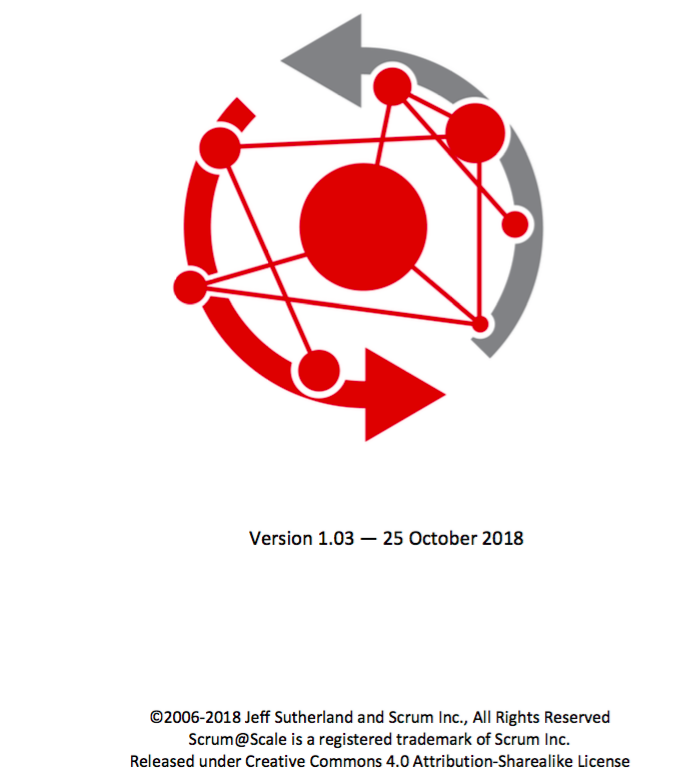 Version 1.03 — 25 October 2018
©2006-2018 Jeff Sutherland and Scrum Inc., All Rights Reserved
Scrum@Scale is a registered trademark of Scrum Inc.
Released under Creative Commons 4.0 Attribution-Sharealike License